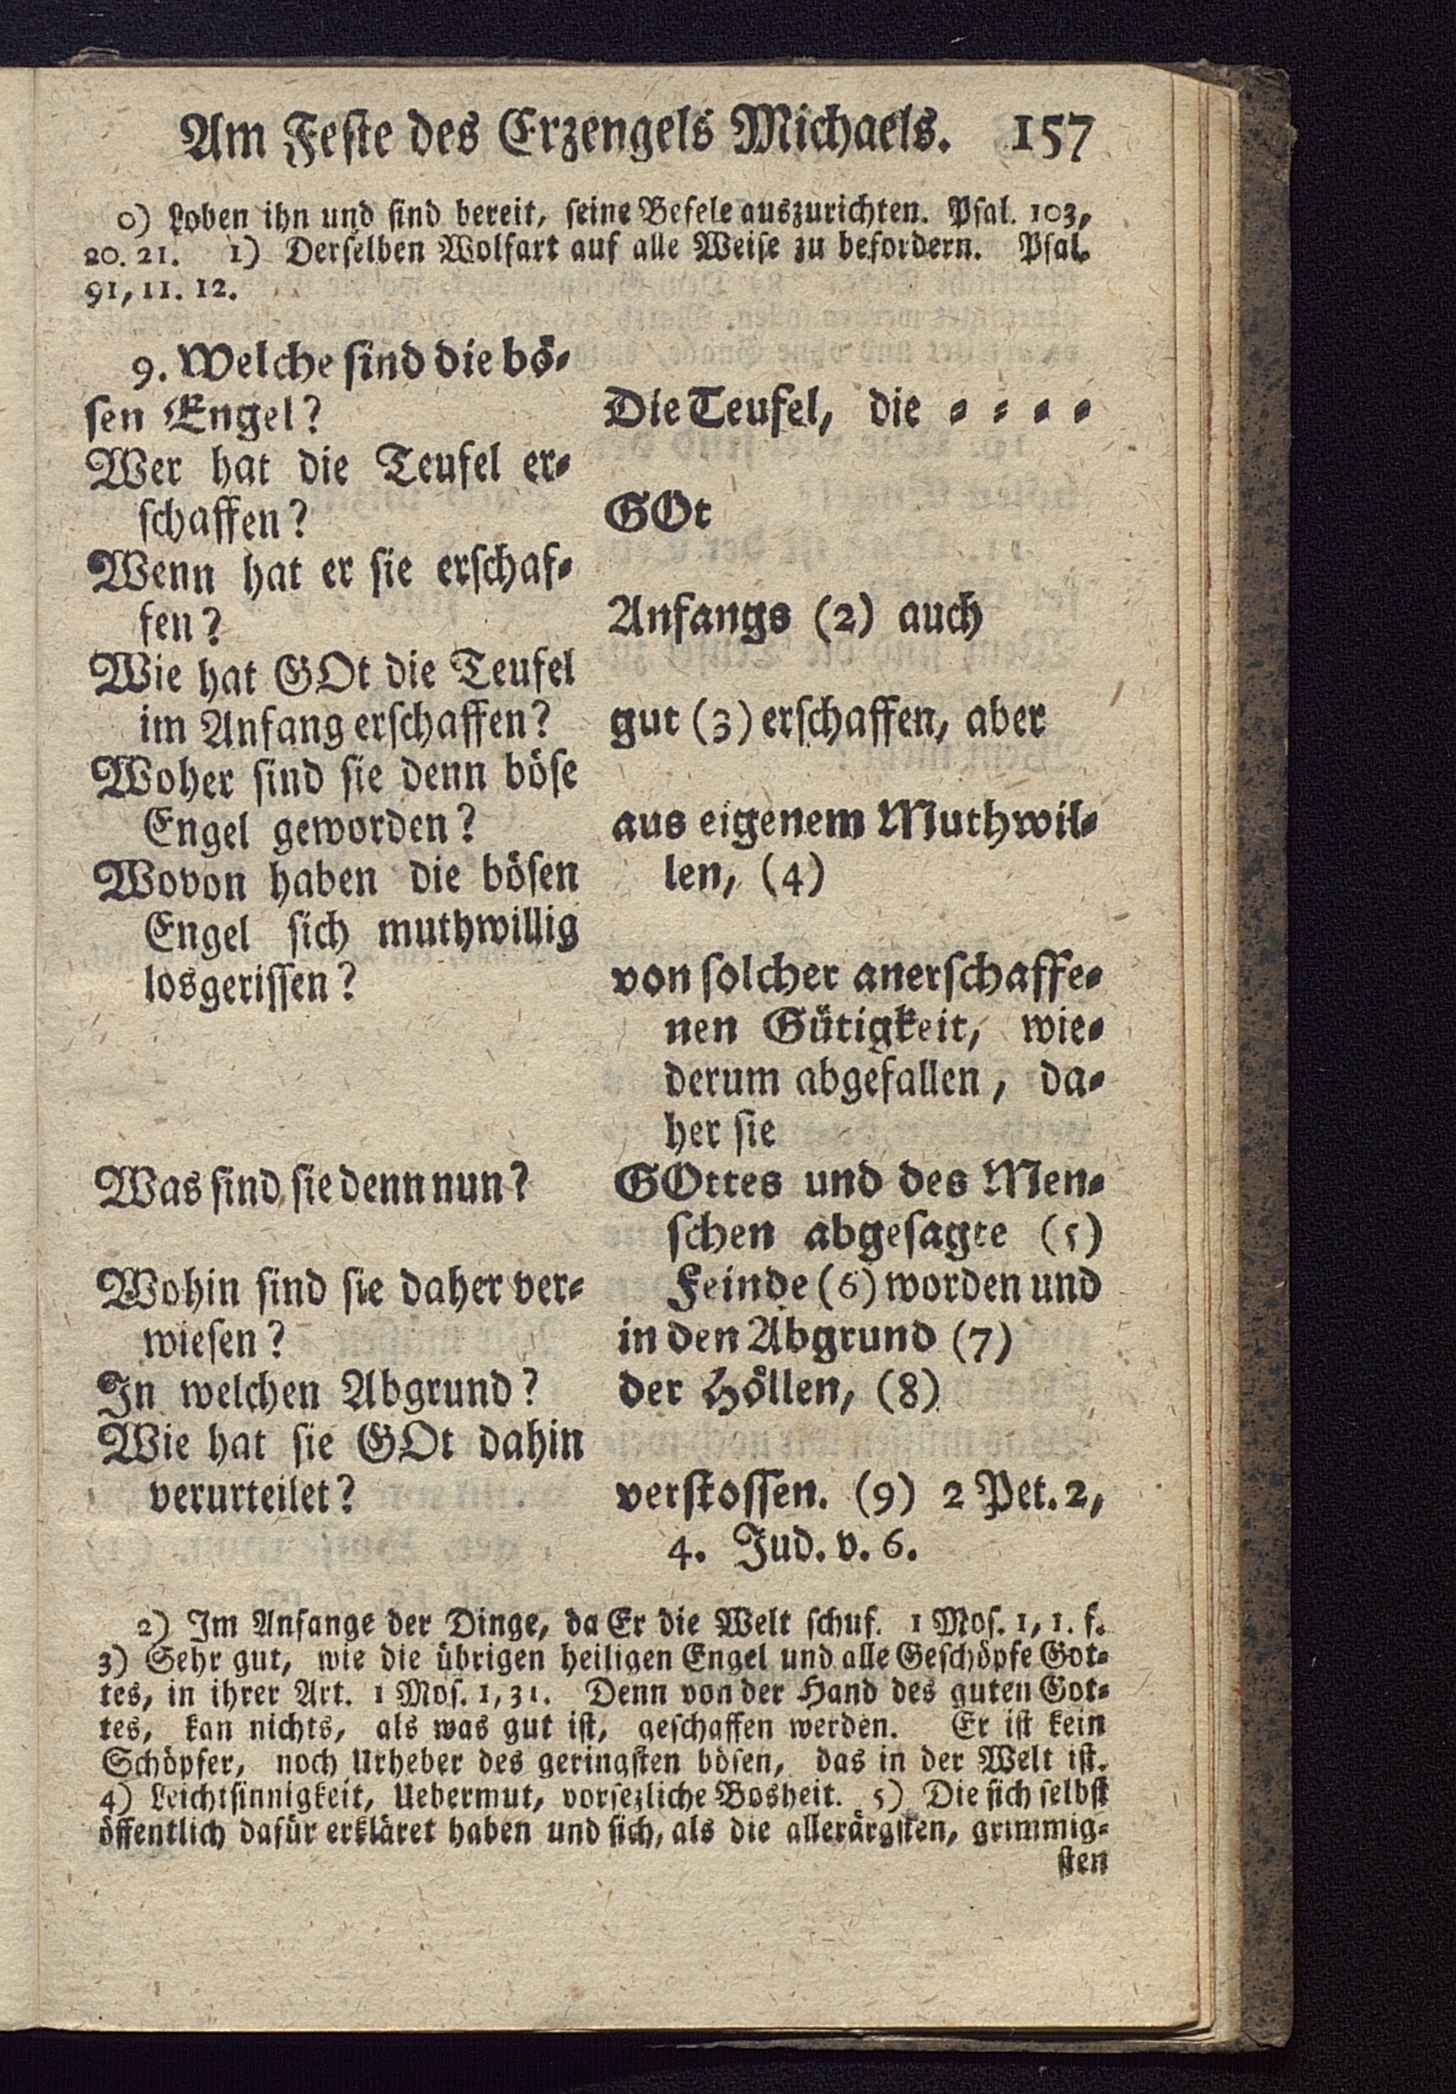 Am Feste des Erzengels Michaels. 157
0) Loben ihn und sind bereit, seine Befele auszurichten. Psal. 103,
20. 21. 1) Derselben Wolfart auf alle Weise zu befordern. Psal.
91, 11. 12.
9. Welche sind die bö-
sen Engel?
Die Teufel, die - - - -
Wer hat die Teufel er-
schaffen?
GOt
Wenn hat er sie erschaf-
fen?
Anfangs (2) auch
Wie hat GOt die Teufel
im Anfang erschaffen?
gut (3) erschaffen, aber
Woher sind sie denn böse
Engel geworden?
aus eigenem Muthwil-
len, (4)
Wovon haben die bösen
Engel sich muthwillig
losgerissen?
von solcher anerschaffe-
nen Gütigkeit, wie-
derum abgefallen, da-
her sie
Was sind sie denn nun?
GOttes und des Men-
schen abgesagte (5)
Feinde (6) worden und
Wohin sind sie daher ver-
wiesen?
in den Abgrund (7)
In welchen Abgrund?
der Höllen, (8)
Wie hat sie GOt dahin
verurteilet?
verstossen. (9) 2 Pet. 2,
4. Jud. v. 6.
2) Im Anfange der Dinge, da Er die Welt schuf. 1 Mos. 1, 1. f.
3) Sehr gut, wie die übrigen heiligen Engel und alle Geschöpfe Got-
tes, in ihrer Art. 1 Mos. 1, 31. Denn von der Hand des guten Got-
tes, kan nichts, als was gut ist, geschaffen werden. Er ist kein
Schöpfer, noch Urheber des geringsten bösen, das in der Welt ist.
4) Leichtsinnigkeit, Uebermut, vorsezliche Bosheit. 5) Die sich selbst
öffentlich dafür erkläret haben und sich, als die allerärgsten, grimmig-
sten